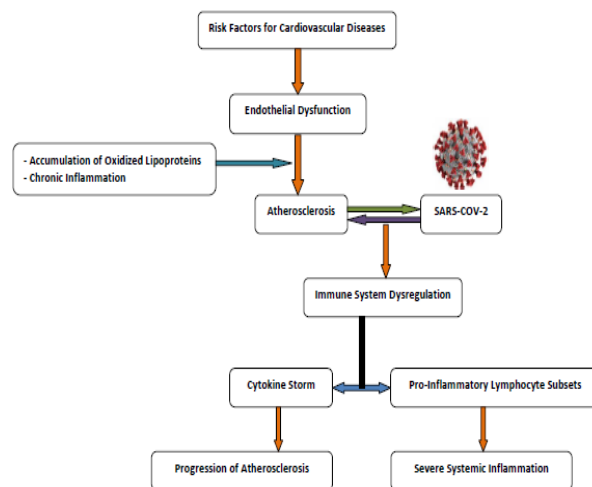 Risk Factors for Cardiovascular Diseases
Endothelial Dysfunction
- Accumulation of Oxidized Lipoproteins
- Chronic Inflammation
Atherosclerosis
SARS-COV-2
Immune System Dysregulation
Cytokine Storm
Pro-Inflammatory Lymphocyte Subsets
Progression of Atherosclerosis
Severe Systemic Inflammation